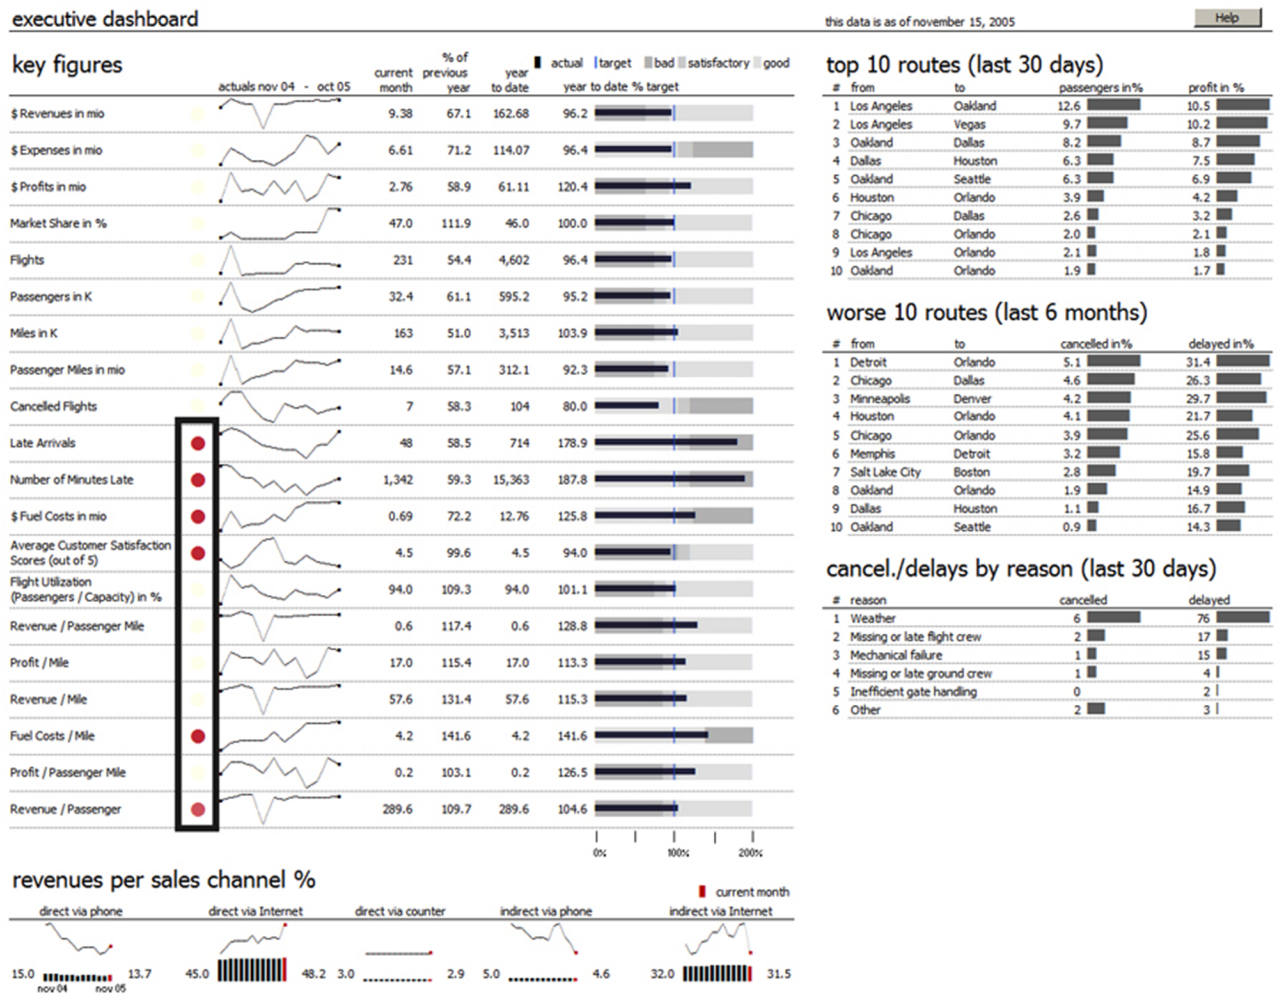 executive dashboard
this data is as of november 15, 2005
Help
key figures
actuals nov 04 - oct 05
current month
% of previous year
year to date
actual target bad satisfactory good
year to date % target
$ Revenues in mio 9.38 67.1 162.68 96.2
$ Expenses in mio 6.61 71.2 114.07 96.4
$ Profits in mio 2.76 58.9 61.11 120.4
Market Share in % 47.0 111.9 46.0 100.0
Flights 231 54.4 4,602 96.4
Passengers in K 32.4 61.1 595.2 95.2
Miles in K 163 51.0 3,513 103.9
Passenger Miles in mio 14.6 57.1 312.1 92.3
Cancelled Flights 7 58.3 104 80.0
Late Arrivals 48 58.5 714 178.9
Number of Minutes Late 1,342 59.3 15,363 187.8
$ Fuel Costs in mio 0.69 72.2 12.76 125.8
Average Customer Satisfaction
Scores (out of 5) 4.5 99.6 4.5 94.0
Flight Utilization
(Passengers / Capacity) in % 94.0 109.3 94.0 101.1
Revenue / Passenger Mile 0.6 117.4 0.6 128.8
Profit / Mile 17.0 115.4 17.0 113.3
Revenue / Mile 57.6 131.4 57.6 115.3
Fuel Costs / Mile 4.2 141.6 4.2 141.6
Profit / Passenger Mile 0.2 103.1 0.2 126.5
Revenue / Passenger 289.6 109.7 289.6 104.6
0% 100% 200%
revenues per sales channel %
current month
direct via phone direct via Internet direct via counter indirect via phone indirect via Internet
15.0 13.7 45.0 48.2 3.0 2.9 5.0 4.6 32.0 31.5
nov 04 nov 05
top 10 routes (last 30 days)
# from to passengers in% profit in %
1 Los Angeles Oakland 12.6 10.5
2 Los Angeles Vegas 9.7 10.2
3 Oakland Dallas 8.2 8.7
4 Dallas Houston 6.3 7.5
5 Oakland Seattle 6.3 6.9
6 Houston Orlando 3.9 4.2
7 Chicago Dallas 2.6 3.2
8 Chicago Orlando 2.0 2.1
9 Los Angeles Orlando 2.1 1.8
10 Oakland Orlando 1.9 1.7
worse 10 routes (last 6 months)
# from to cancelled in% delayed in%
1 Detroit Orlando 5.1 31.4
2 Chicago Dallas 4.6 26.3
3 Minneapolis Denver 4.2 29.7
4 Houston Orlando 4.1 21.7
5 Chicago Orlando 3.9 25.6
6 Memphis Detroit 3.2 15.8
7 Salt Lake City Boston 2.8 19.7
8 Oakland Orlando 1.9 14.9
9 Dallas Houston 1.1 16.7
10 Oakland Seattle 0.9 14.3
cancel./delays by reason (last 30 days)
# reason cancelled delayed
1 Weather 6 76
2 Missing or late flight crew 2 17
3 Mechanical failure 1 15
4 Missing or late ground crew 1 4
5 Inefficient gate handling 0 2
6 Other 2 3